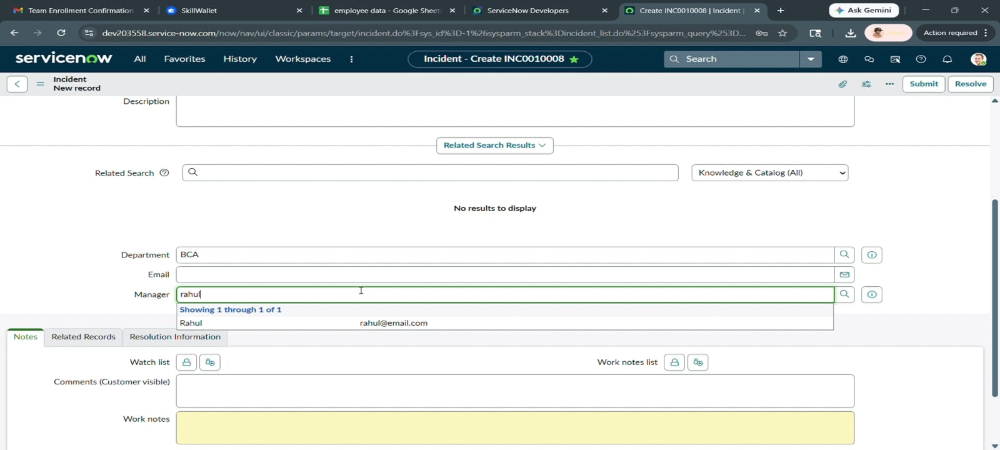 Team Enrollment Confirmation
SkillWallet
employee data - Google Sheet
ServiceNow Developers
Create INC0010008 | Incident |
Ask Gemini
dev203558.service-now.com/now/nav/ui/classic/params/target/incident.do%3Fsys_id%3D-1%26sysparm_stack%3Dincident_list.do%253Fsysparm_query%253D...
Action required
servicenow
All
Favorites
History
Workspaces
Incident - Create INC0010008
Search
Incident
New record
Submit
Resolve
Description
Related Search Results
Related Search
Knowledge & Catalog (All)
No results to display
Department
BCA
Email
Manager
rahul
Showing 1 through 1 of 1
Rahul
rahul@email.com
Notes
Related Records
Resolution Information
Watch list
Work notes list
Comments (Customer visible)
Work notes